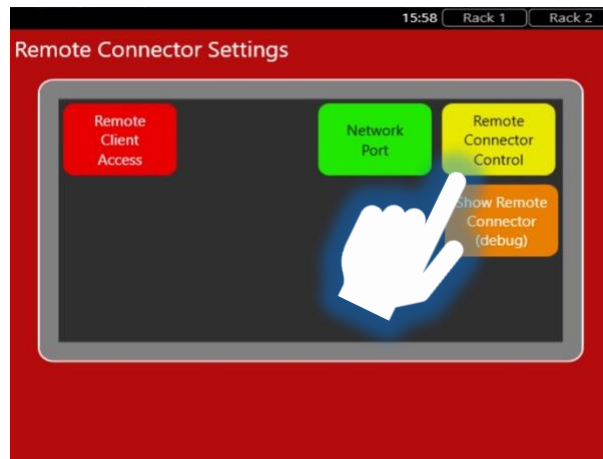 15:58 Rack 1 Rack 2
Remote Connector Settings
Remote
Client
Access
Network
Port
Remote
Connector
Control
Show Remote
Connector
(debug)